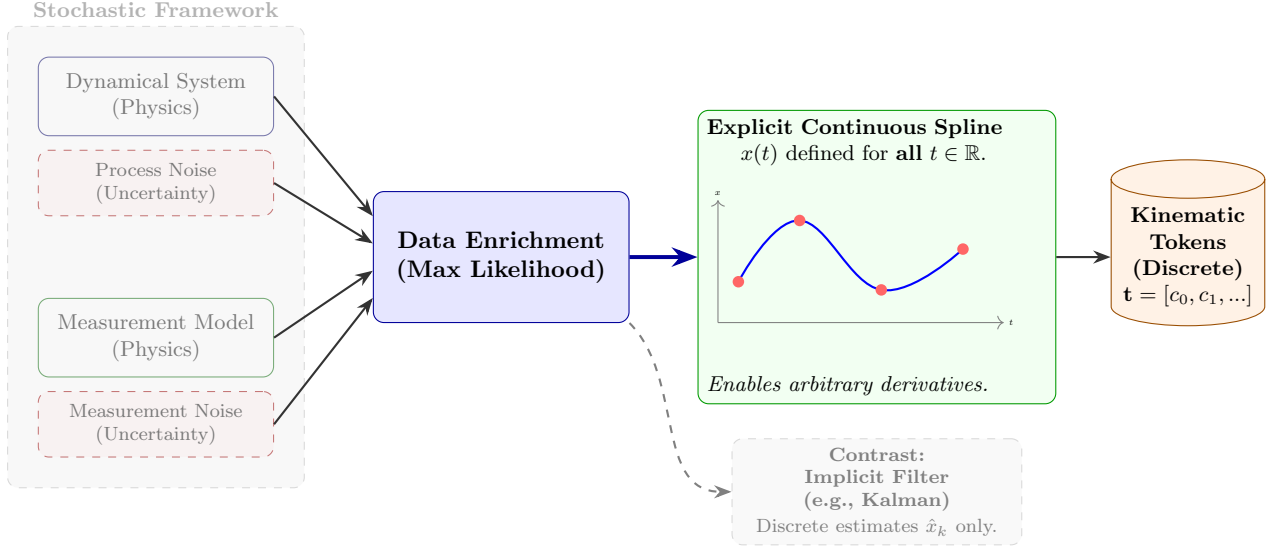 Stochastic Framework
Dynamical System
(Physics)
Process Noise
(Uncertainty)
Measurement Model
(Physics)
Measurement Noise
(Uncertainty)
Data Enrichment
(Max Likelihood)
Explicit Continuous Spline
x(t) defined for all t ∈ ℝ.
x
t
Enables arbitrary derivatives.
Contrast:
Implicit Filter
(e.g., Kalman)
Discrete estimates x̂ₖ only.
Kinematic
Tokens
(Discrete)
t = [c₀, c₁, ...]